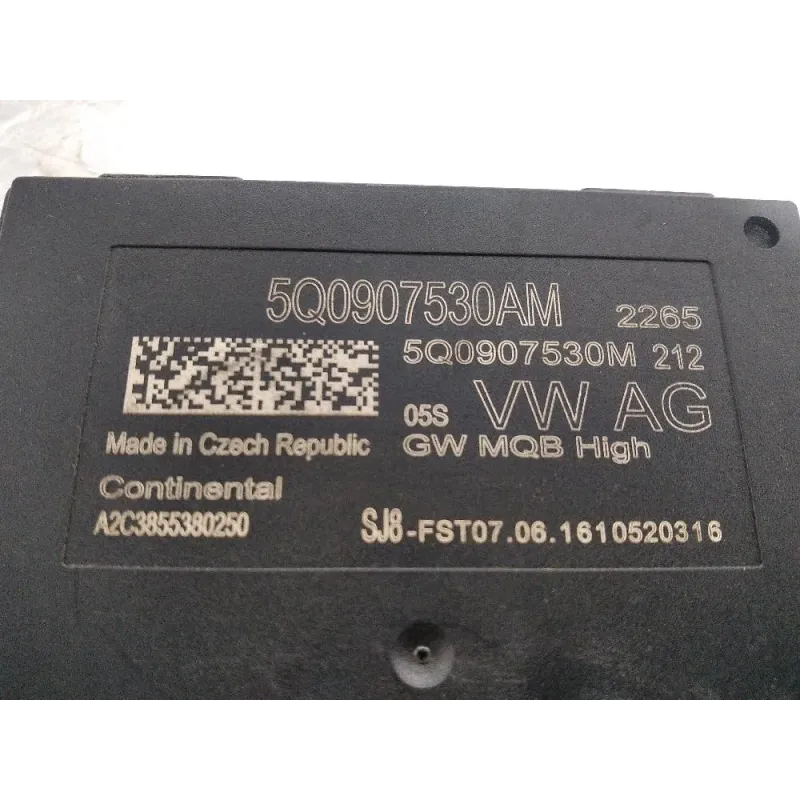 5Q0907530AM 2265
5Q0907530M 212
05S VW AG
Made in Czech Republic GW MQB High
Continental
A2C3855380250 SJ8-FST07.06.1610520316